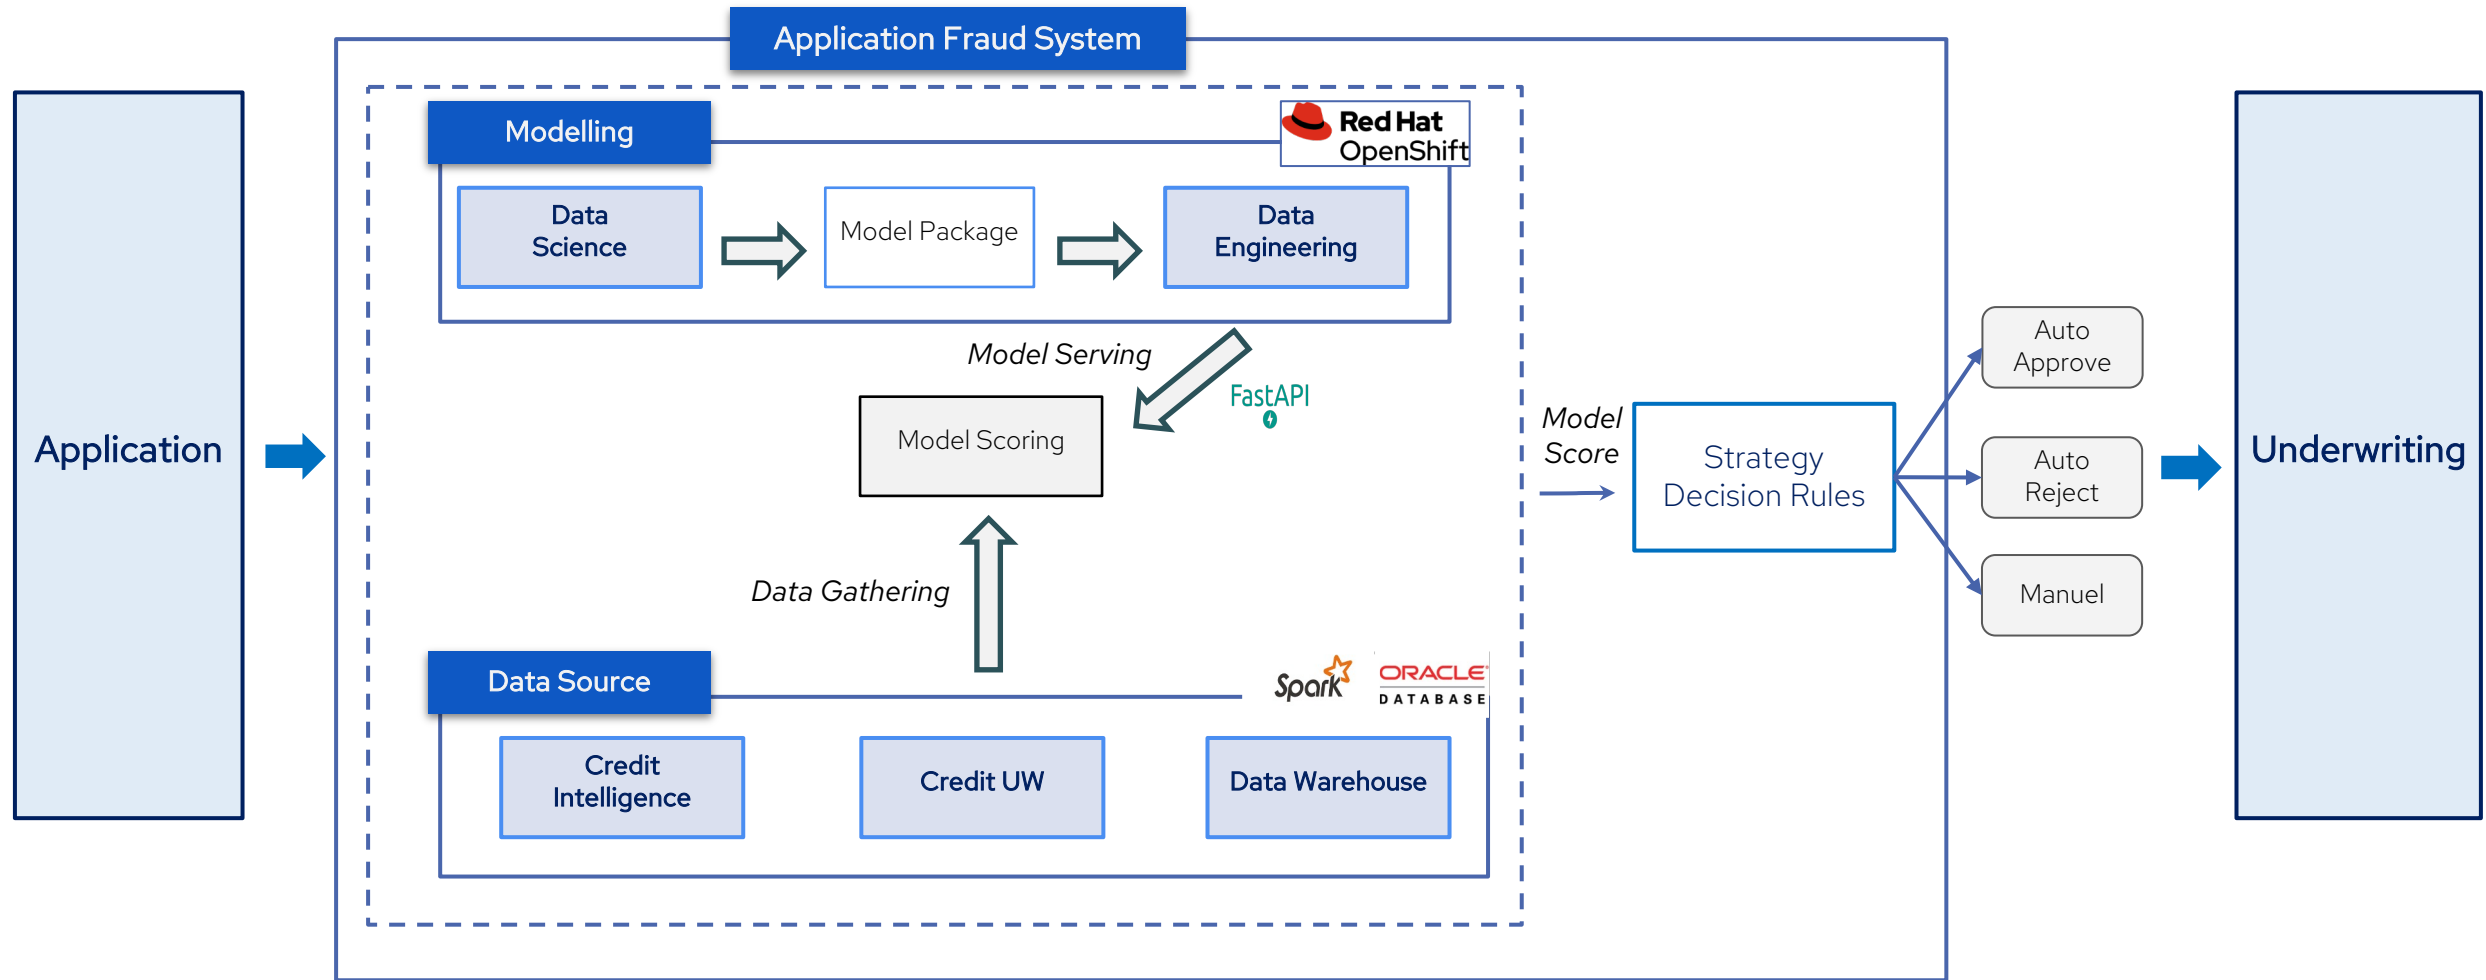 Application Fraud System
Application
Modelling
Red Hat
OpenShift
Data
Science
Model Package
Data
Engineering
Model Serving
FastAPI
Model Scoring
Data Gathering
Data Source
Spark
ORACLE
DATABASE
Credit
Intelligence
Credit UW
Data Warehouse
Model
Score
Strategy
Decision Rules
Auto
Approve
Auto
Reject
Manuel
Underwriting